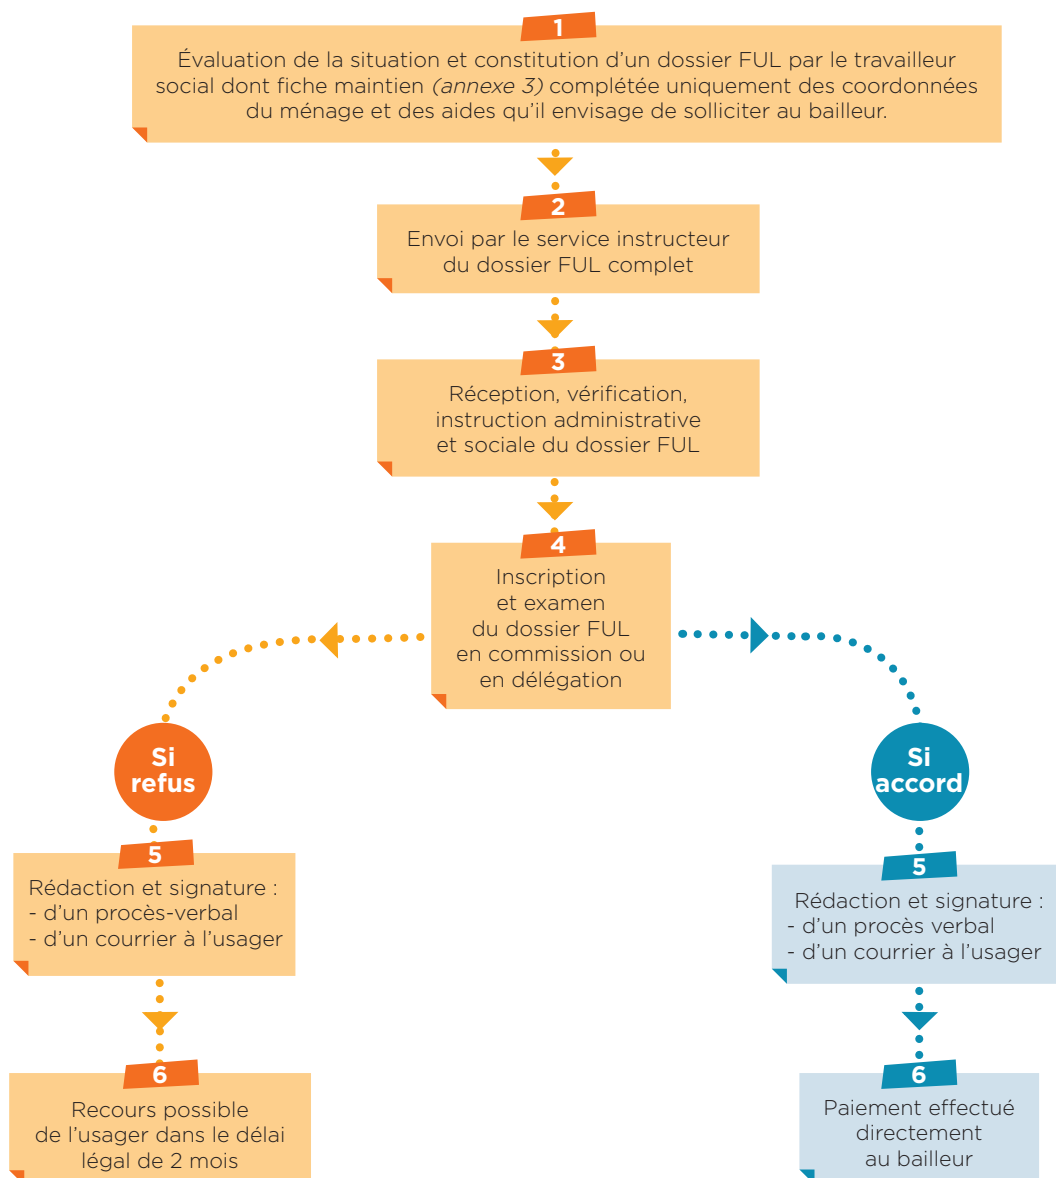 1
Évaluation de la situation et constitution d’un dossier FUL par le travailleur
social dont fiche maintien (annexe 3) complétée uniquement des coordonnées
du ménage et des aides qu’il envisage de solliciter au bailleur.
2
Envoi par le service instructeur
du dossier FUL complet
3
Réception, vérification,
instruction administrative
et sociale du dossier FUL
4
Inscription
et examen
du dossier FUL
en commission ou
en délégation
Si
refus
5
Rédaction et signature :
- d’un procès-verbal
- d’un courrier à l’usager
6
Recours possible
de l’usager dans le délai
légal de 2 mois
Si
accord
5
Rédaction et signature :
- d’un procès verbal
- d’un courrier à l’usager
6
Paiement effectué
directement
au bailleur